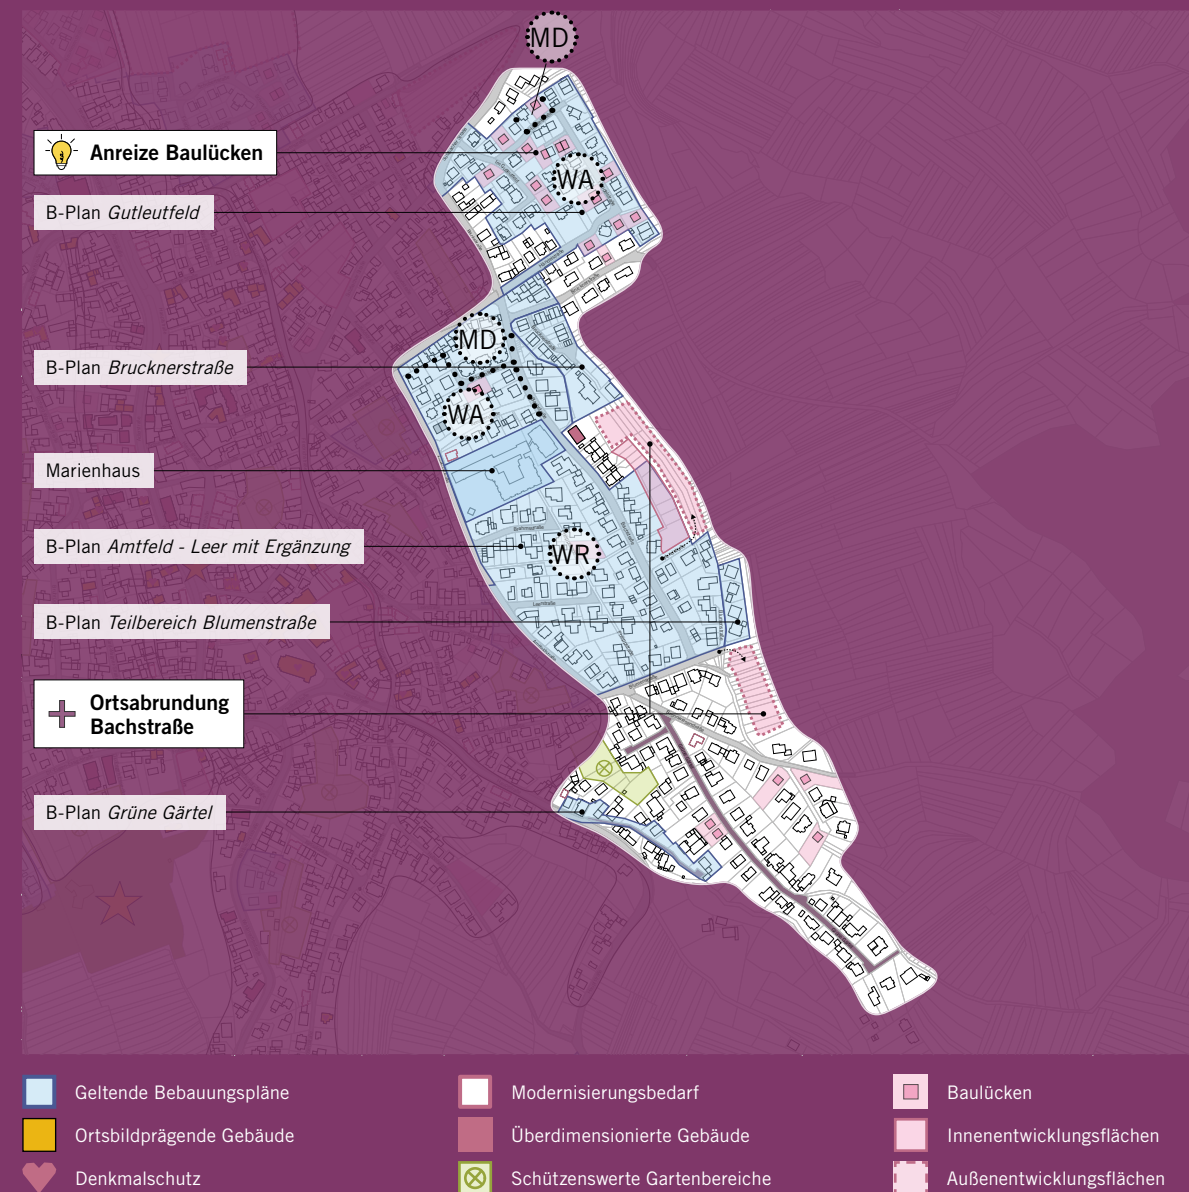 MD
Anreize Baulücken
WA
B-Plan Gutleutfeld
MD
B-Plan Brucknerstraße
WA
Marienhaus
B-Plan Amtfeld - Leer mit Ergänzung
WR
B-Plan Teilbereich Blumenstraße
Ortsabrundung
Bachstraße
B-Plan Grüne Gärtel
Geltende Bebauungspläne
Modernisierungsbedarf
Baulücken
Ortsbildprägende Gebäude
Überdimensionierte Gebäude
Innenentwicklungsflächen
Denkmalschutz
Schützenswerte Gartenbereiche
Außenentwicklungsflächen